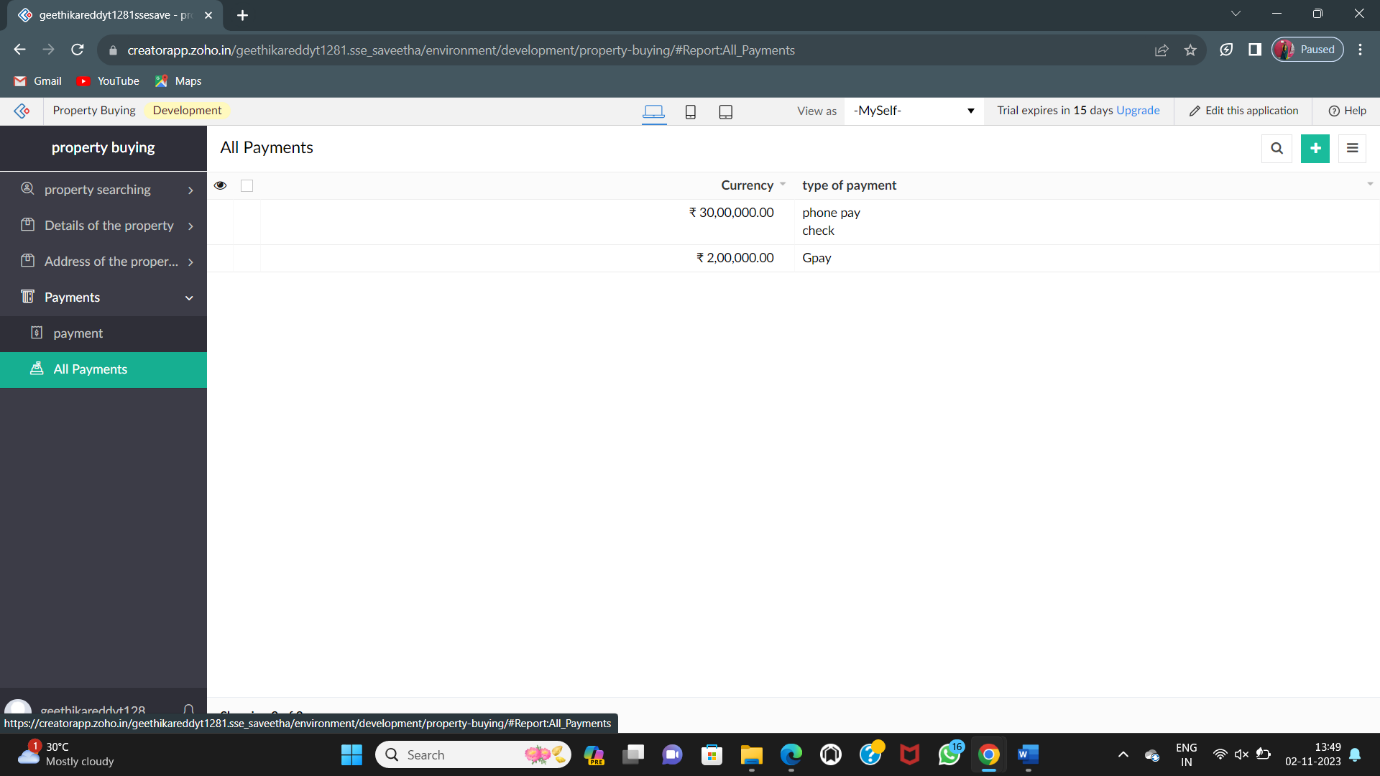 geethikareddyt1281ssesave - pr
creatorapp.zoho.in/geethikareddyt1281.sse_saveetha/environment/development/property-buying/#Report:All_Payments
Paused
Gmail
YouTube
Maps
Property Buying
Development
View as
-MySelf-
Trial expires in 15 days Upgrade
Edit this application
Help
property buying
All Payments
property searching
Details of the property
Address of the proper...
Payments
payment
All Payments
Currency
type of payment
₹ 30,00,000.00
phone pay
check
₹ 2,00,000.00
Gpay
geethikareddyt128
https://creatorapp.zoho.in/geethikareddyt1281.sse_saveetha/environment/development/property-buying/#Report:All_Payments
1
30°C
Mostly cloudy
Search
PRE
16
ENG
IN
13:49
02-11-2023